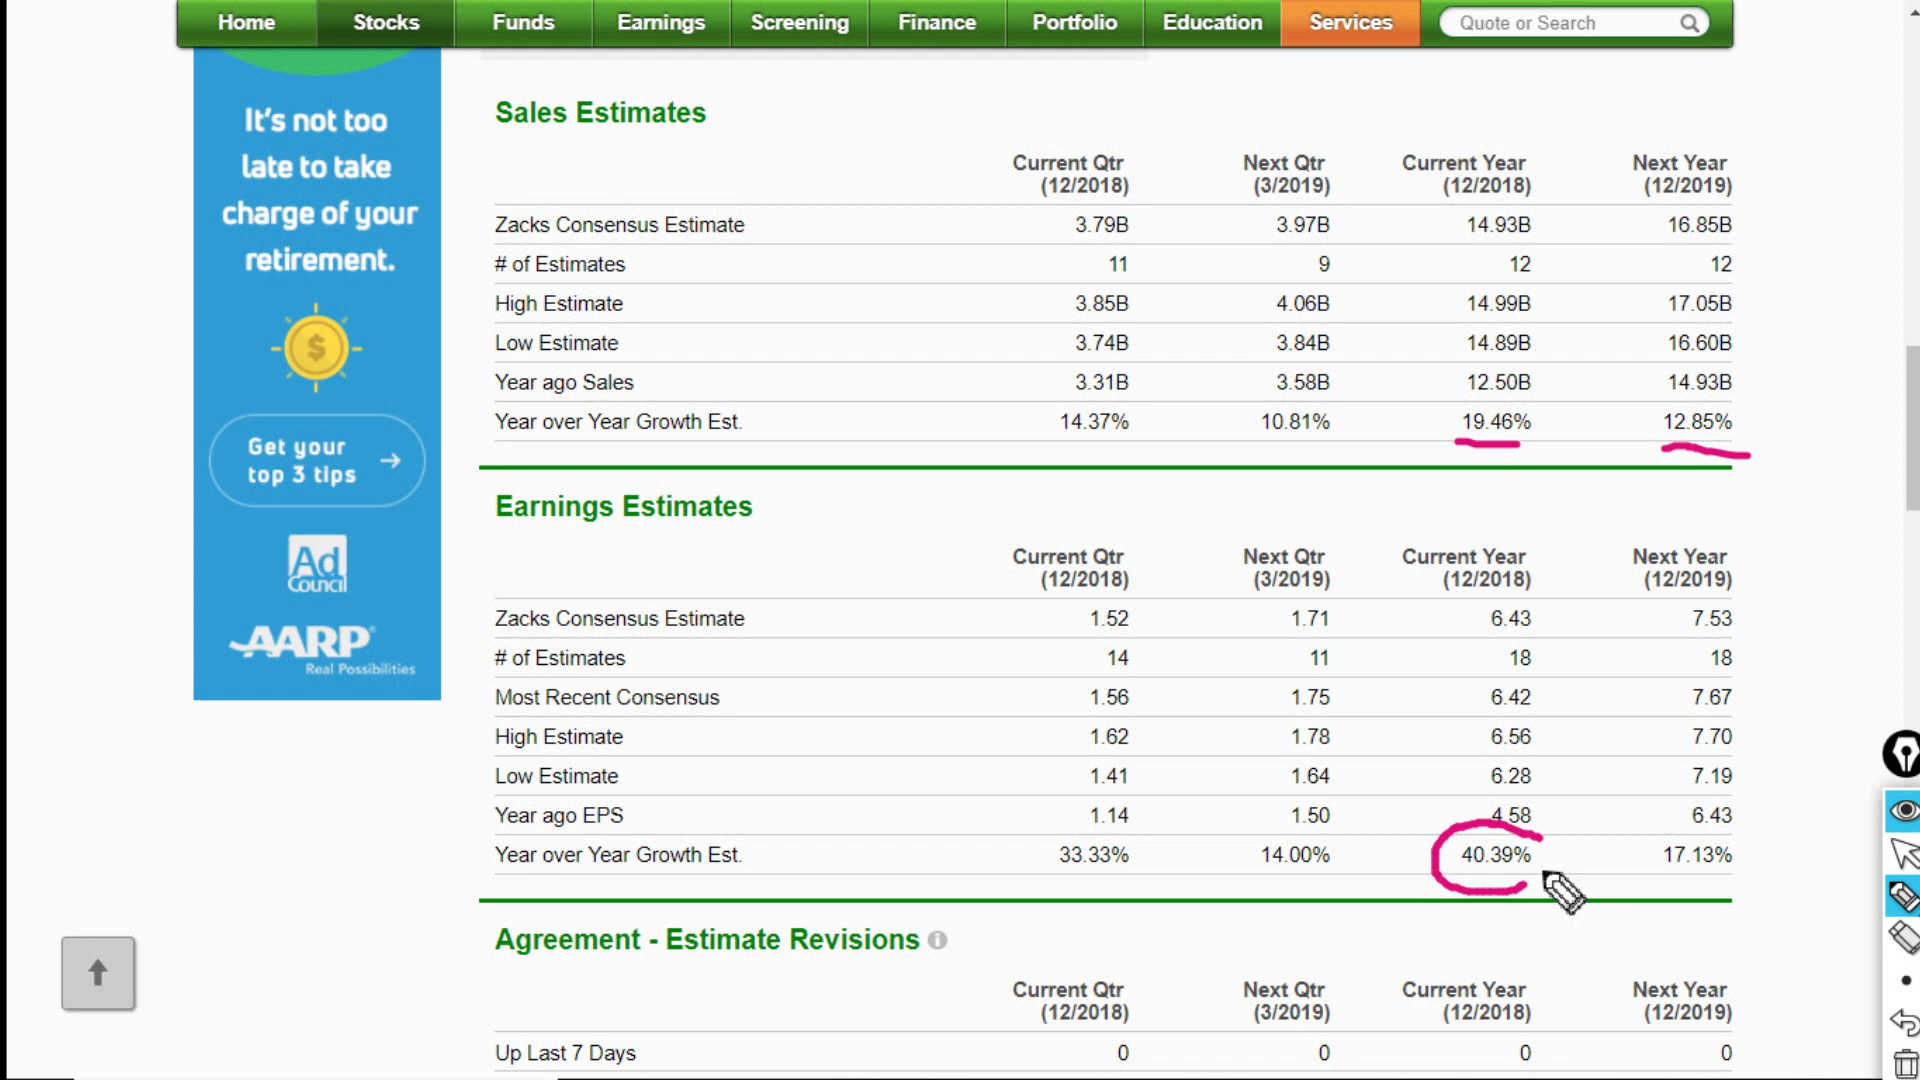 Home Stocks Funds Earnings Screening Finance Portfolio Education Services Quote or Search
It's not too
late to take
charge of your
retirement.
$
Get your
top 3 tips
Ad
Council
AARP®
Real Possibilities
Sales Estimates
Current Qtr Next Qtr Current Year Next Year
(12/2018) (3/2019) (12/2018) (12/2019)
Zacks Consensus Estimate 3.79B 3.97B 14.93B 16.85B
# of Estimates 11 9 12 12
High Estimate 3.85B 4.06B 14.99B 17.05B
Low Estimate 3.74B 3.84B 14.89B 16.60B
Year ago Sales 3.31B 3.58B 12.50B 14.93B
Year over Year Growth Est. 14.37% 10.81% 19.46% 12.85%
Earnings Estimates
Current Qtr Next Qtr Current Year Next Year
(12/2018) (3/2019) (12/2018) (12/2019)
Zacks Consensus Estimate 1.52 1.71 6.43 7.53
# of Estimates 14 11 18 18
Most Recent Consensus 1.56 1.75 6.42 7.67
High Estimate 1.62 1.78 6.56 7.70
Low Estimate 1.41 1.64 6.28 7.19
Year ago EPS 1.14 1.50 4.58 6.43
Year over Year Growth Est. 33.33% 14.00% 40.39% 17.13%
Agreement - Estimate Revisions i
Current Qtr Next Qtr Current Year Next Year
(12/2018) (3/2019) (12/2018) (12/2019)
Up Last 7 Days 0 0 0 0